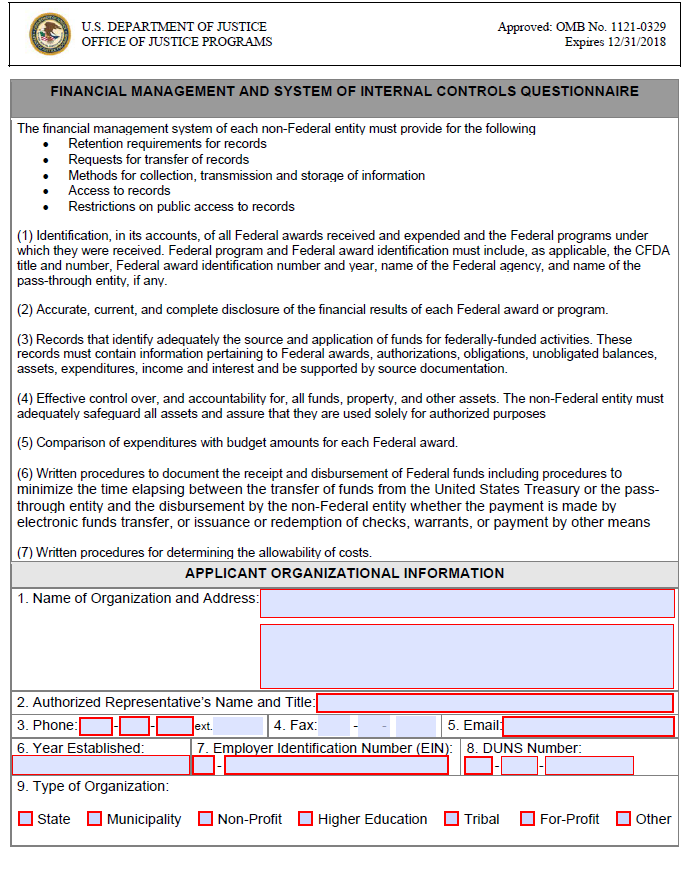 U.S. DEPARTMENT OF JUSTICE
OFFICE OF JUSTICE PROGRAMS
Approved: OMB No. 1121-0329
Expires 12/31/2018
FINANCIAL MANAGEMENT AND SYSTEM OF INTERNAL CONTROLS QUESTIONNAIRE
The financial management system of each non-Federal entity must provide for the following
• Retention requirements for records
• Requests for transfer of records
• Methods for collection, transmission and storage of information
• Access to records
• Restrictions on public access to records
(1) Identification, in its accounts, of all Federal awards received and expended and the Federal programs under
which they were received. Federal program and Federal award identification must include, as applicable, the CFDA
title and number, Federal award identification number and year, name of the Federal agency, and name of the
pass-through entity, if any.
(2) Accurate, current, and complete disclosure of the financial results of each Federal award or program.
(3) Records that identify adequately the source and application of funds for federally-funded activities. These
records must contain information pertaining to Federal awards, authorizations, obligations, unobligated balances,
assets, expenditures, income and interest and be supported by source documentation.
(4) Effective control over, and accountability for, all funds, property, and other assets. The non-Federal entity must
adequately safeguard all assets and assure that they are used solely for authorized purposes
(5) Comparison of expenditures with budget amounts for each Federal award.
(6) Written procedures to document the receipt and disbursement of Federal funds including procedures to
minimize the time elapsing between the transfer of funds from the United States Treasury or the pass-
through entity and the disbursement by the non-Federal entity whether the payment is made by
electronic funds transfer, or issuance or redemption of checks, warrants, or payment by other means
(7) Written procedures for determining the allowability of costs.
APPLICANT ORGANIZATIONAL INFORMATION
1. Name of Organization and Address:
2. Authorized Representative's Name and Title:
3. Phone: - - ext. 4. Fax: - - 5. Email:
6. Year Established: 7. Employer Identification Number (EIN): 8. DUNS Number:
- - -
9. Type of Organization:
State Municipality Non-Profit Higher Education Tribal For-Profit Other